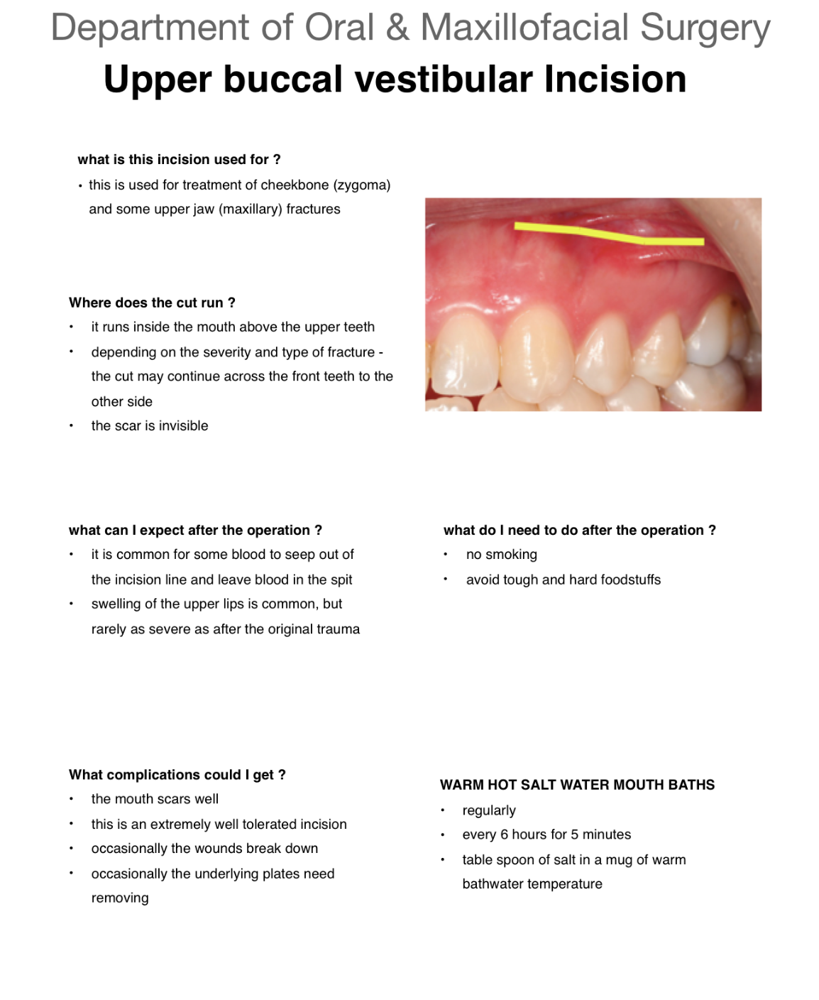 Department of Oral & Maxillofacial Surgery
Upper buccal vestibular Incision
what is this incision used for ?
• this is used for treatment of cheekbone (zygoma)
and some upper jaw (maxillary) fractures
Where does the cut run ?
• it runs inside the mouth above the upper teeth
• depending on the severity and type of fracture -
the cut may continue across the front teeth to the
other side
• the scar is invisible
what can I expect after the operation ?
• it is common for some blood to seep out of
the incision line and leave blood in the spit
• swelling of the upper lips is common, but
rarely as severe as after the original trauma
what do I need to do after the operation ?
• no smoking
• avoid tough and hard foodstuffs
What complications could I get ?
• the mouth scars well
• this is an extremely well tolerated incision
• occasionally the wounds break down
• occasionally the underlying plates need
removing
WARM HOT SALT WATER MOUTH BATHS
• regularly
• every 6 hours for 5 minutes
• table spoon of salt in a mug of warm
bathwater temperature